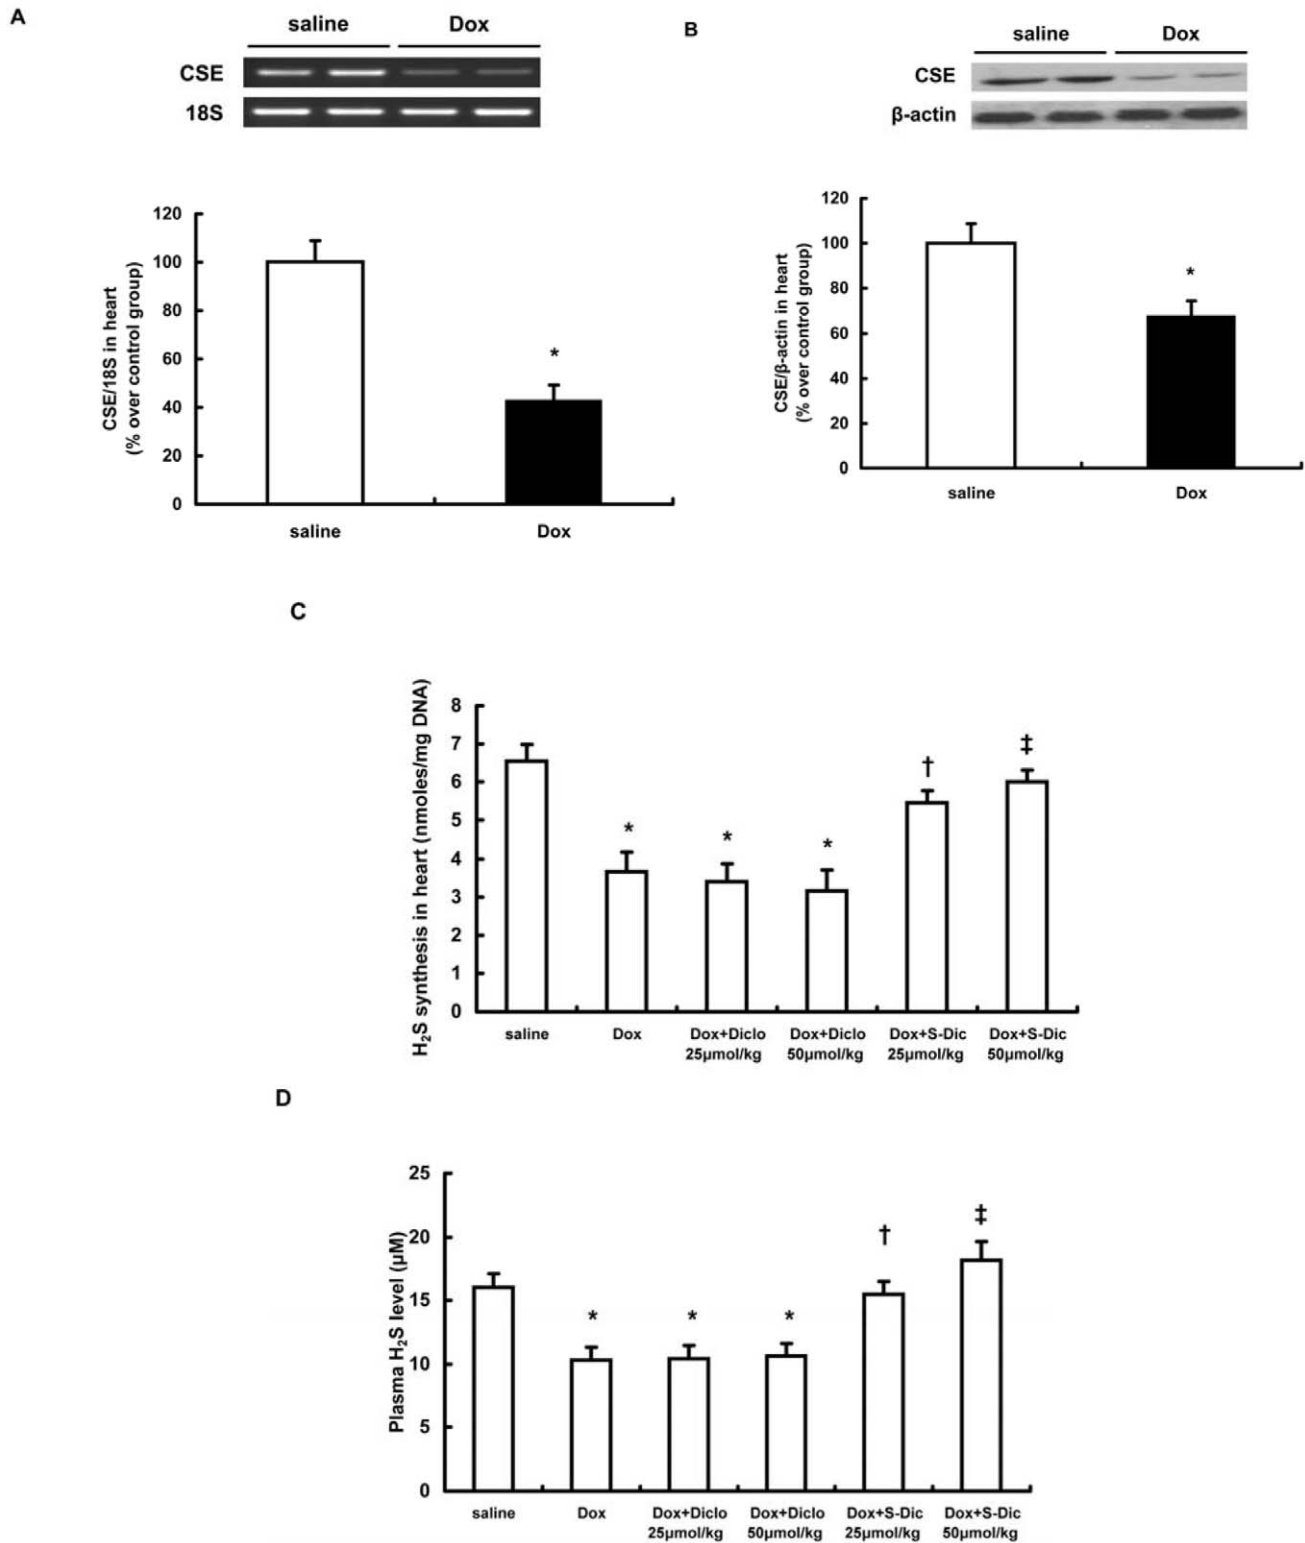 A
saline Dox
CSE
18S
120
100
80
60
40
20
0
CSE/18S in heart
(% over control group)
*
saline Dox
B
saline Dox
CSE
β-actin
120
100
80
60
40
20
0
CSE/β-actin in heart
(% over control group)
*
saline Dox
C
H₂S synthesis in heart (nmoles/mg DNA)
8
7
6
5
4
3
2
1
0
* * * † ‡
saline Dox Dox+Diclo Dox+Diclo Dox+S-Dic Dox+S-Dic
25μmol/kg 50μmol/kg 25μmol/kg 50μmol/kg
D
Plasma H₂S level (μM)
25
20
15
10
5
0
* * * † ‡
saline Dox Dox+Diclo Dox+Diclo Dox+S-Dic Dox+S-Dic
25μmol/kg 50μmol/kg 25μmol/kg 50μmol/kg